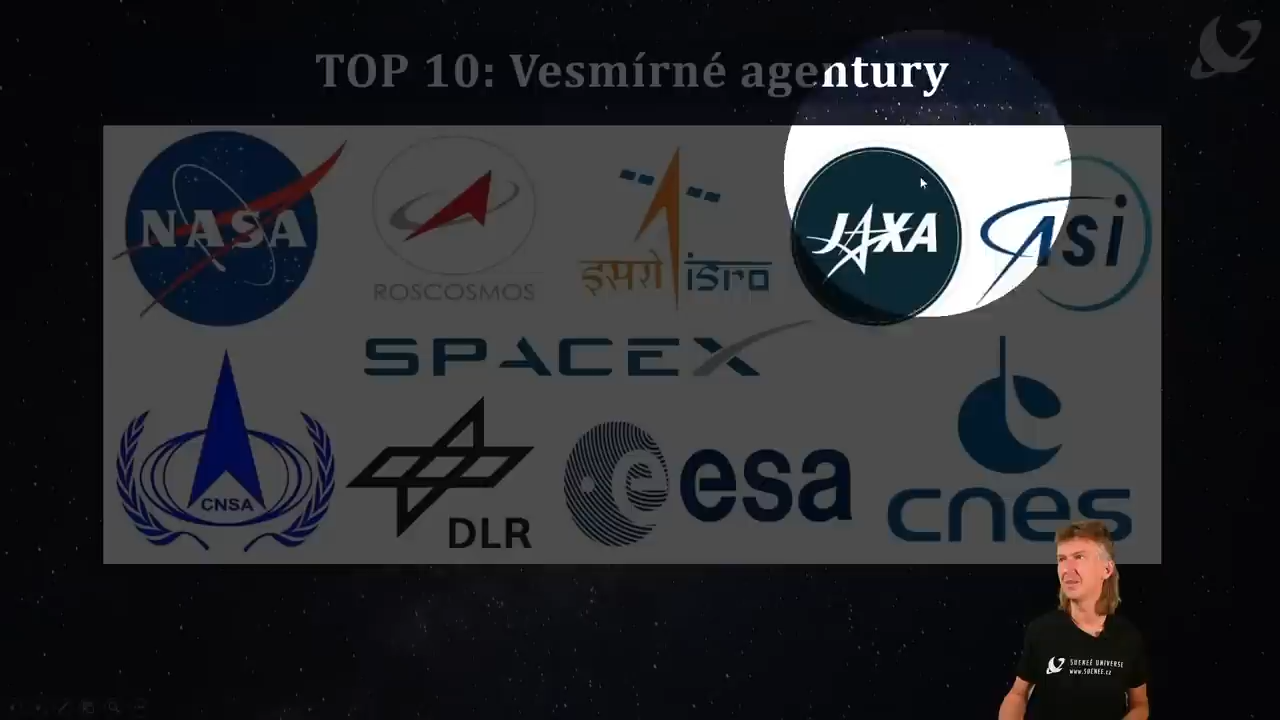 TOP 10: Vesmírné agentury
NASA
ROSCOSMOS
इसरो isro
JAXA
asi
SPACEX
CNSA
DLR
e esa
cnes
SUENEÉ UNIVERSE
www.SUENEE.cz